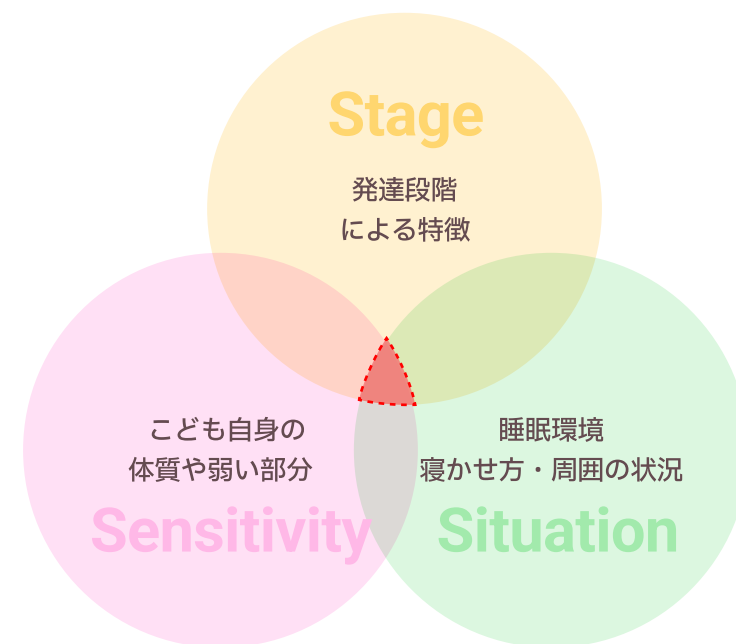 Stage
発達段階
による特徴
こども自身の
体質や弱い部分
Sensitivity
睡眠環境
寝かせ方・周囲の状況
Situation